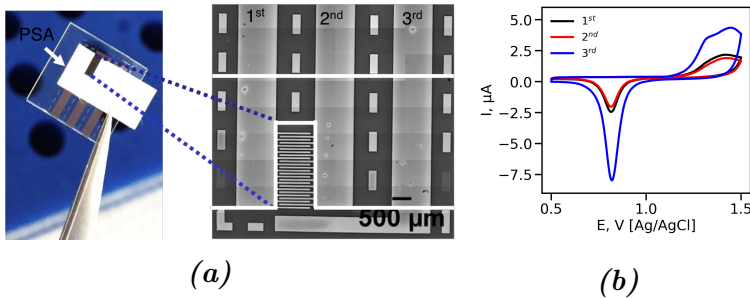 PSA
1st 2nd 3rd
500 µm
(a)
5.0
2.5
0.0
−2.5
−5.0
−7.5
I, µA
1st
2nd
3rd
0.5 1.0 1.5
E, V [Ag/AgCl]
(b)